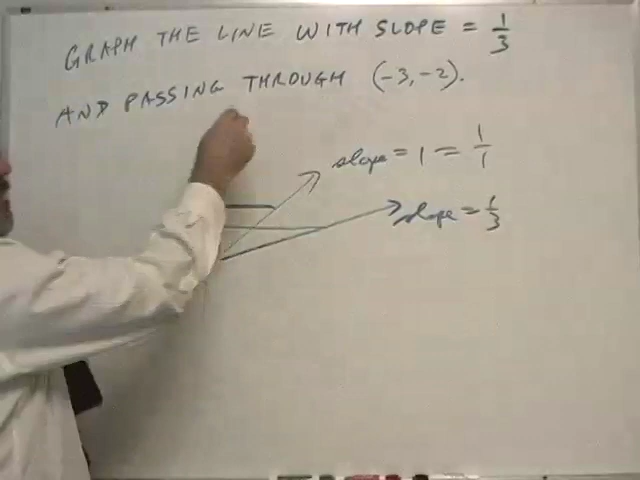 GRAPH THE LINE WITH SLOPE = 1/3
AND PASSING THROUGH (-3,-2).
slope = 1 = 1/1
slope = 1/3